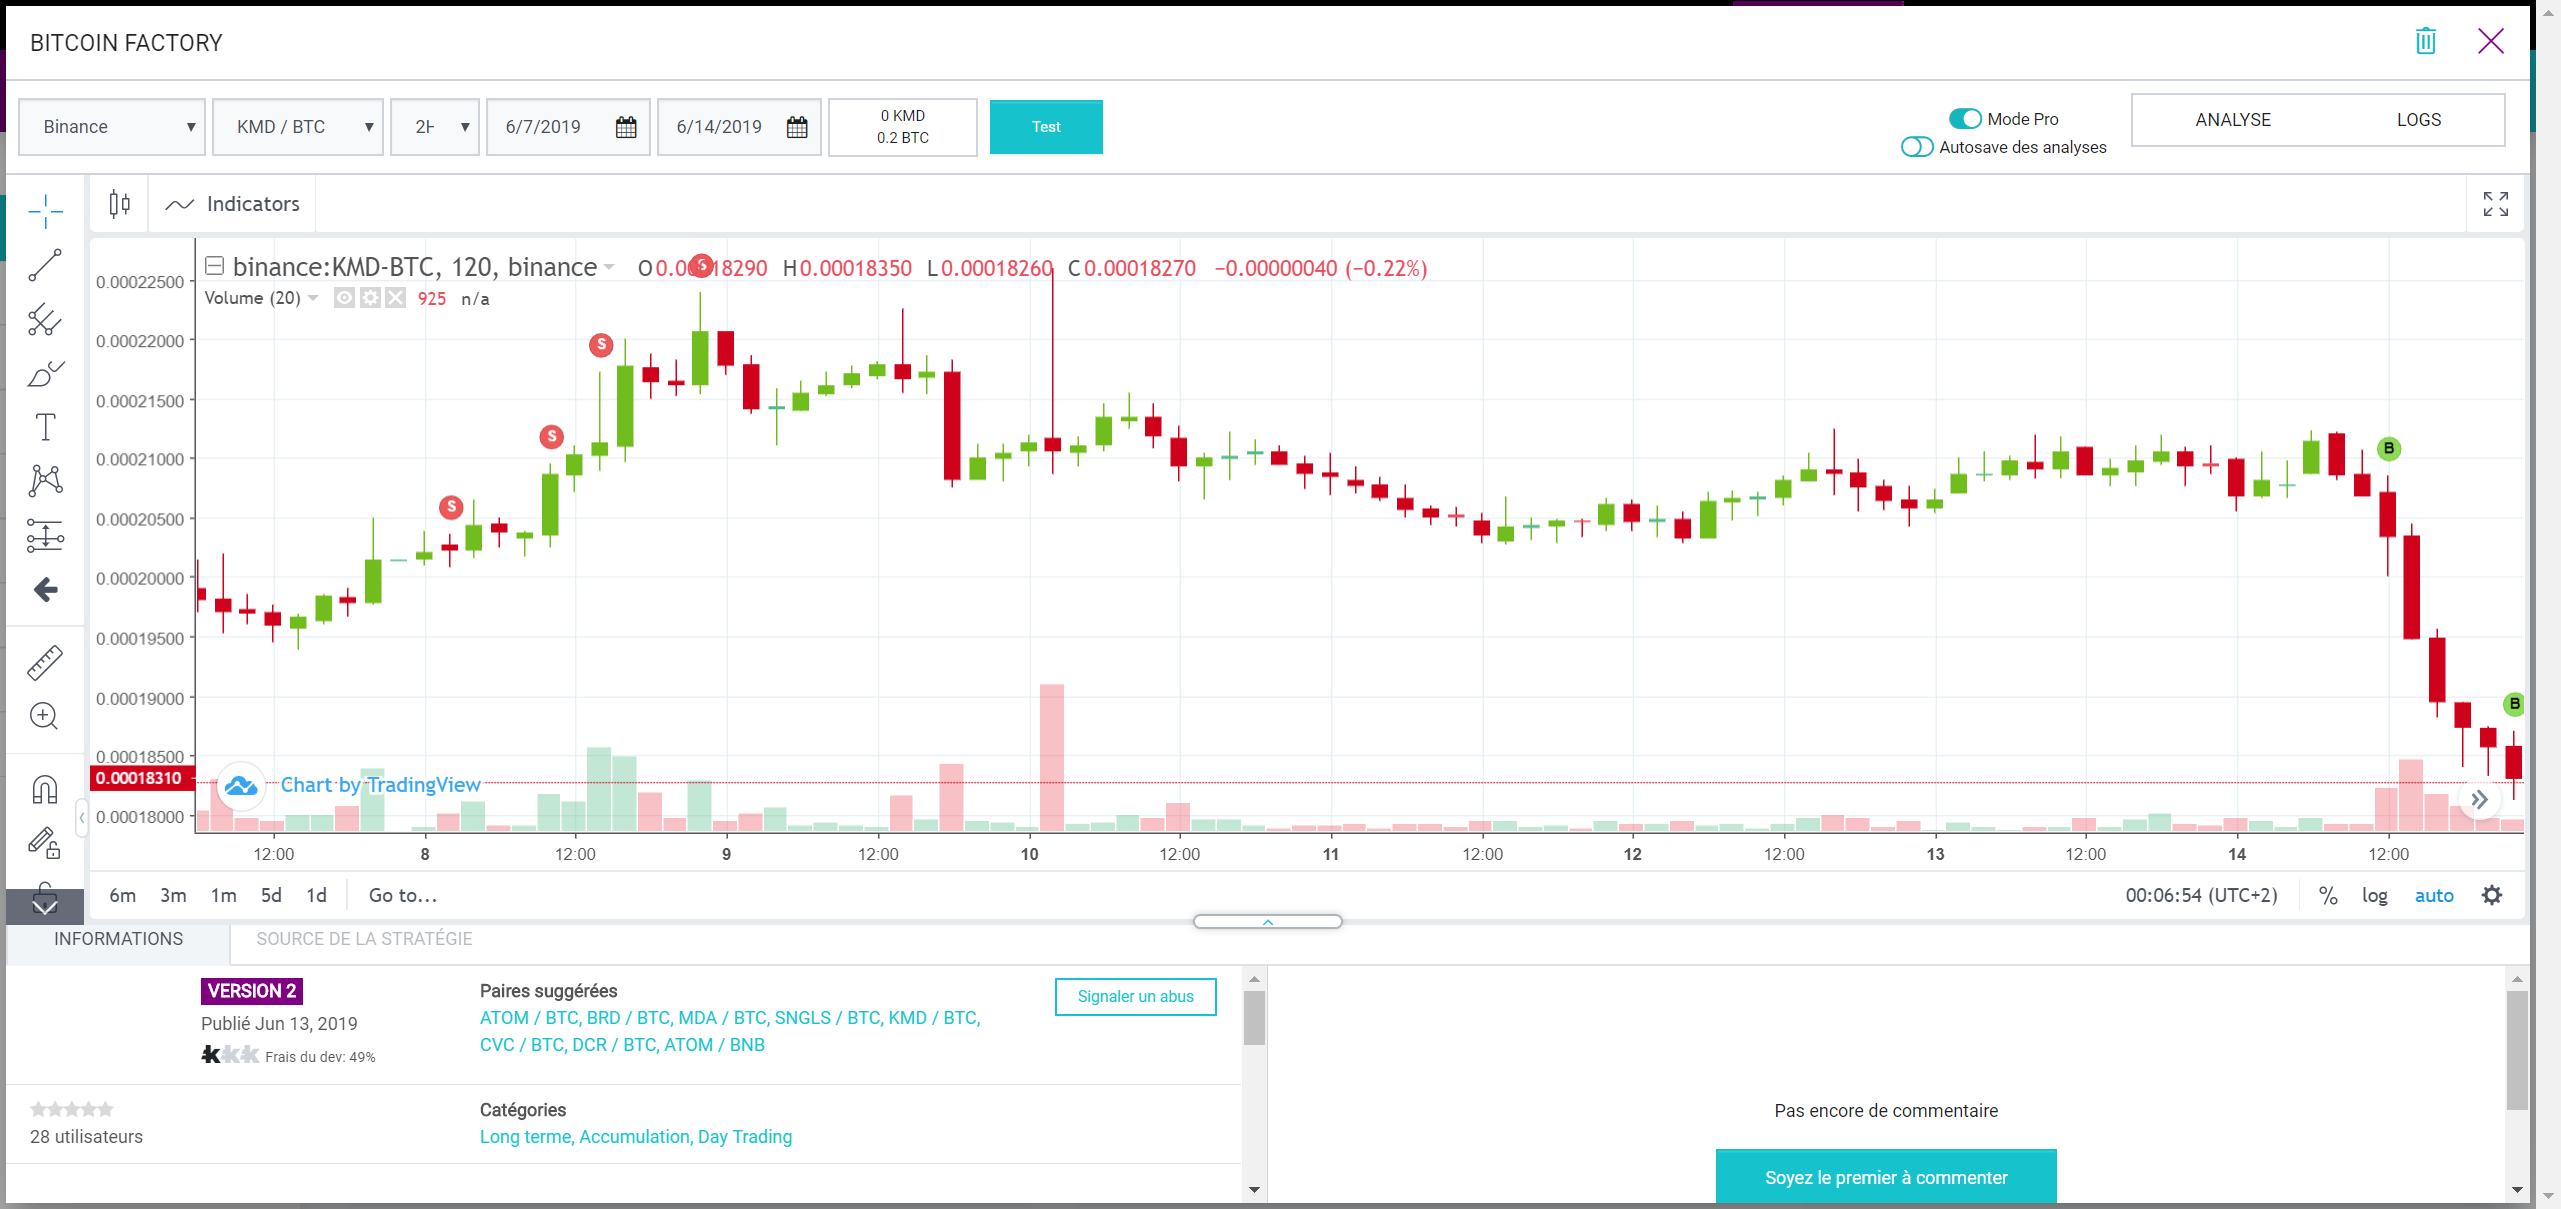 BITCOIN FACTORY
Binance
KMD / BTC
2H
6/7/2019
6/14/2019
0 KMD
0.2 BTC
Test
Mode Pro
Autosave des analyses
ANALYSE
LOGS
Indicators
binance:KMD-BTC, 120, binance O0.00018290 H0.00018350 L0.00018260 C0.00018270 −0.00000040 (−0.22%)
Volume (20) 925 n/a
0.00022500
0.00022000
0.00021500
0.00021000
0.00020500
0.00020000
0.00019500
0.00019000
0.00018500
0.00018310
0.00018000
S
S
S
S
B
B
Chart by TradingView
12:00 8 12:00 9 12:00 10 12:00 11 12:00 12 12:00 13 12:00 14 12:00
6m 3m 1m 5d 1d Go to...
00:06:54 (UTC+2) % log auto
INFORMATIONS
SOURCE DE LA STRATÉGIE
VERSION 2
Publié Jun 13, 2019
Frais du dev: 49%
Paires suggérées
ATOM / BTC, BRD / BTC, MDA / BTC, SNGLS / BTC, KMD / BTC,
CVC / BTC, DCR / BTC, ATOM / BNB
Signaler un abus
28 utilisateurs
Catégories
Long terme, Accumulation, Day Trading
Pas encore de commentaire
Soyez le premier à commenter